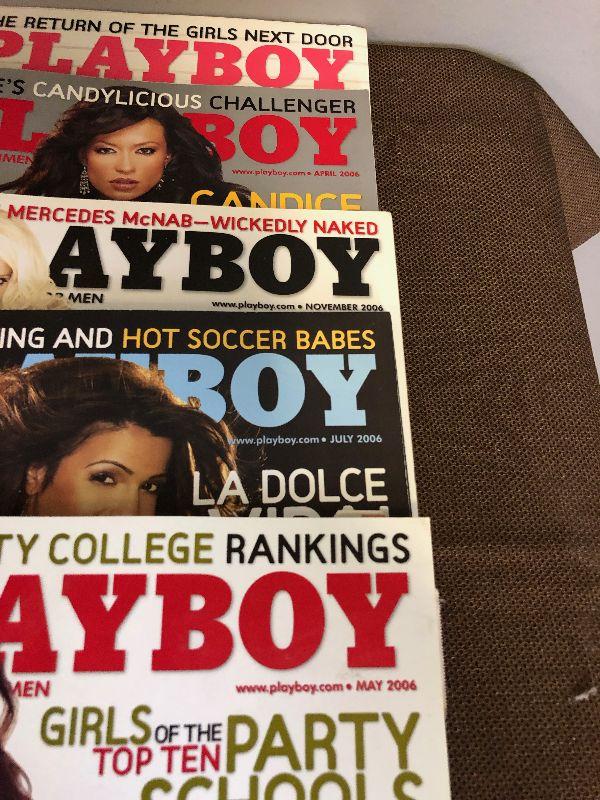 HE RETURN OF THE GIRLS NEXT DOOR
PLAYBOY
E'S CANDYLICIOUS CHALLENGER
L BOY
MEN
www.playboy.com • APRIL 2006
CANDICE
MERCEDES McNAB—WICKEDLY NAKED
AYBOY
OR MEN
www.playboy.com • NOVEMBER 2006
ING AND HOT SOCCER BABES
AYBOY
www.playboy.com • JULY 2006
LA DOLCE
TY COLLEGE RANKINGS
AYBOY
MEN
www.playboy.com • MAY 2006
GIRLS OF THE
TOP TEN PARTY
SCHOOLS